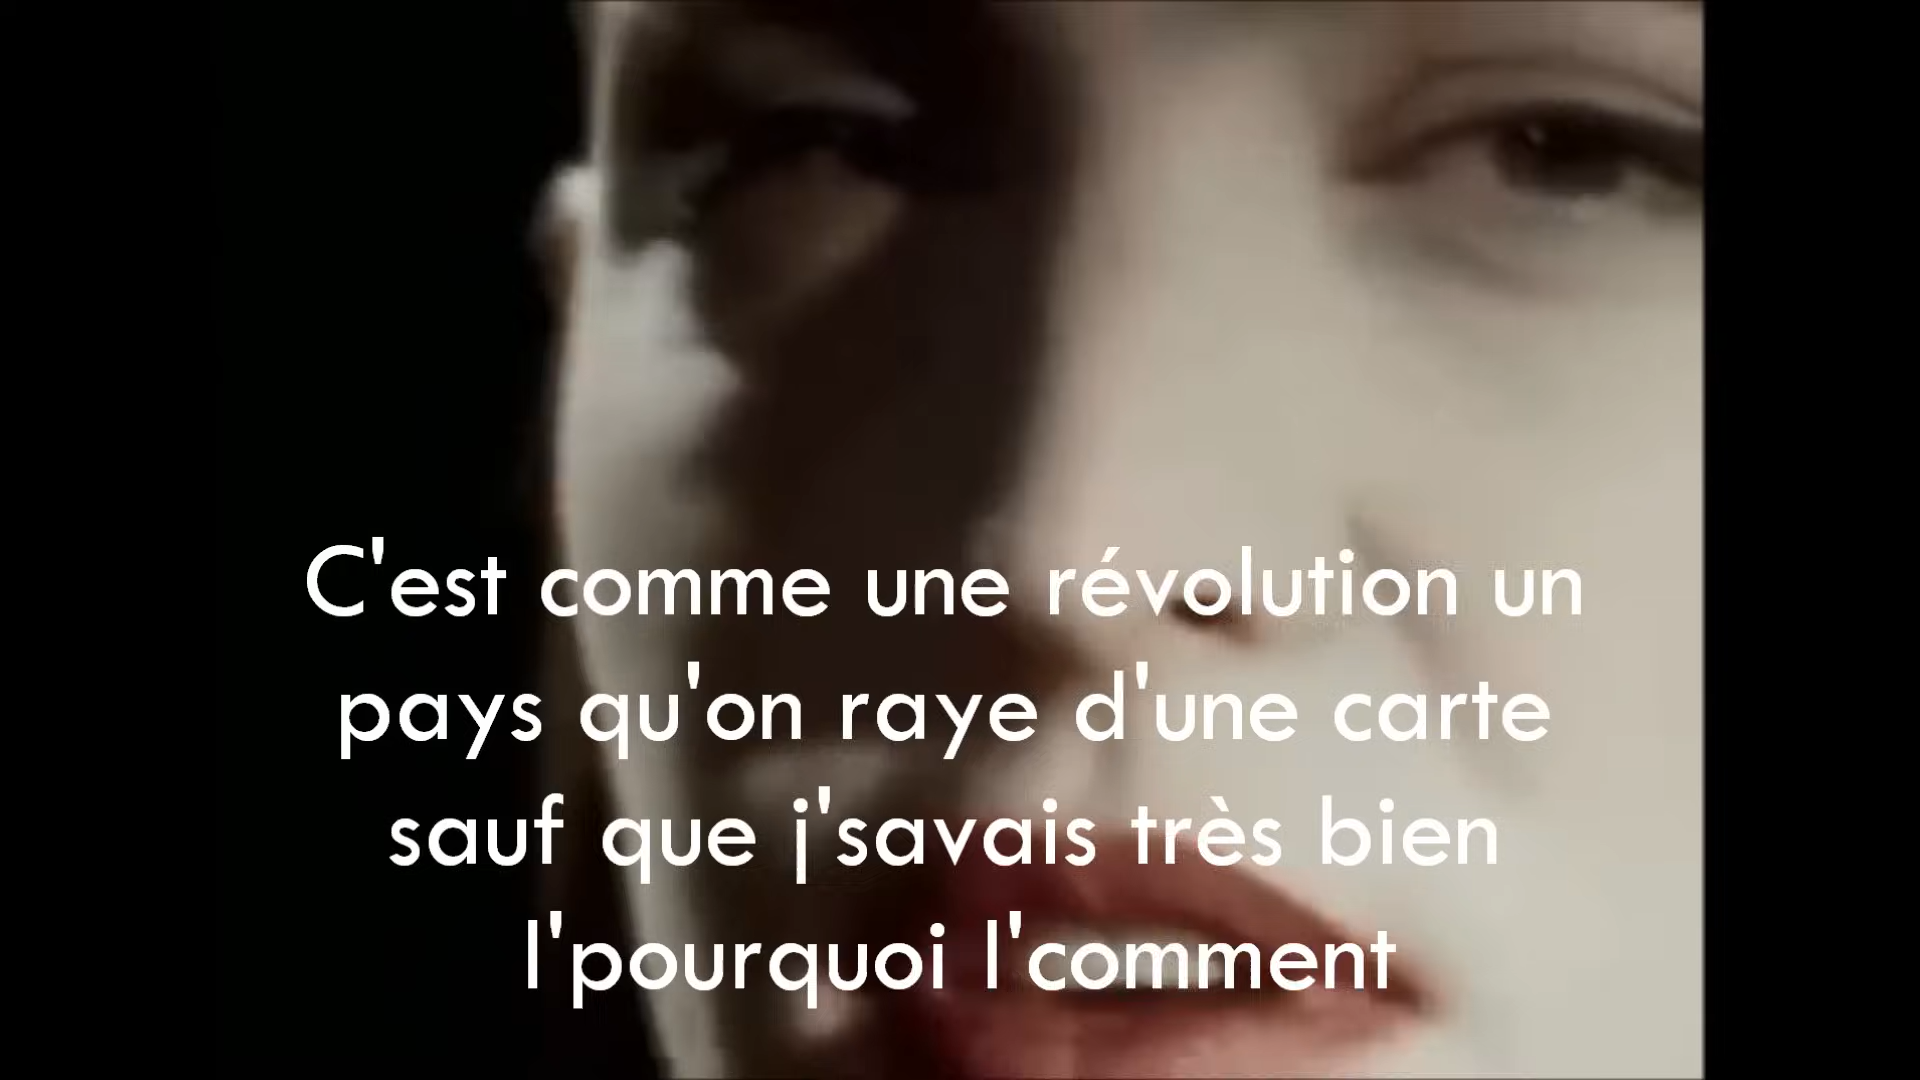 C'est comme une révolution un
pays qu'on raye d'une carte
sauf que j'savais très bien
l'pourquoi l'comment